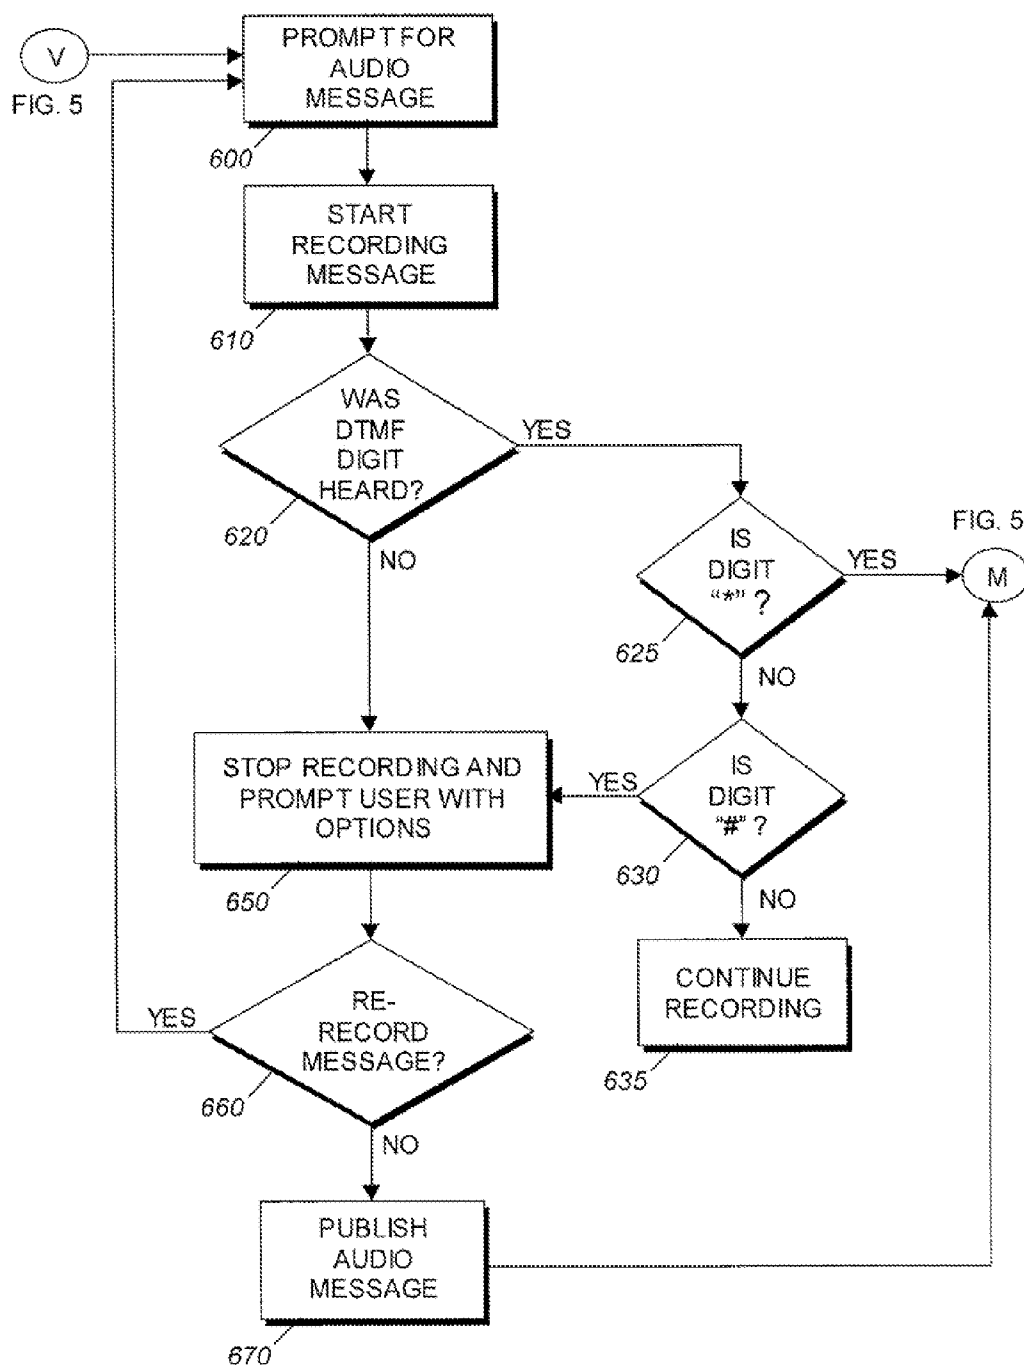 V
FIG. 5
PROMPT FOR
AUDIO
MESSAGE
600
START
RECORDING
MESSAGE
610
WAS
DTMF
DIGIT
HEARD?
620
YES
NO
IS
DIGIT
“*” ?
625
YES
FIG. 5
M
NO
IS
DIGIT
“#” ?
630
YES
NO
STOP RECORDING AND
PROMPT USER WITH
OPTIONS
650
CONTINUE
RECORDING
635
RE-
RECORD
MESSAGE?
660
YES
NO
PUBLISH
AUDIO
MESSAGE
670